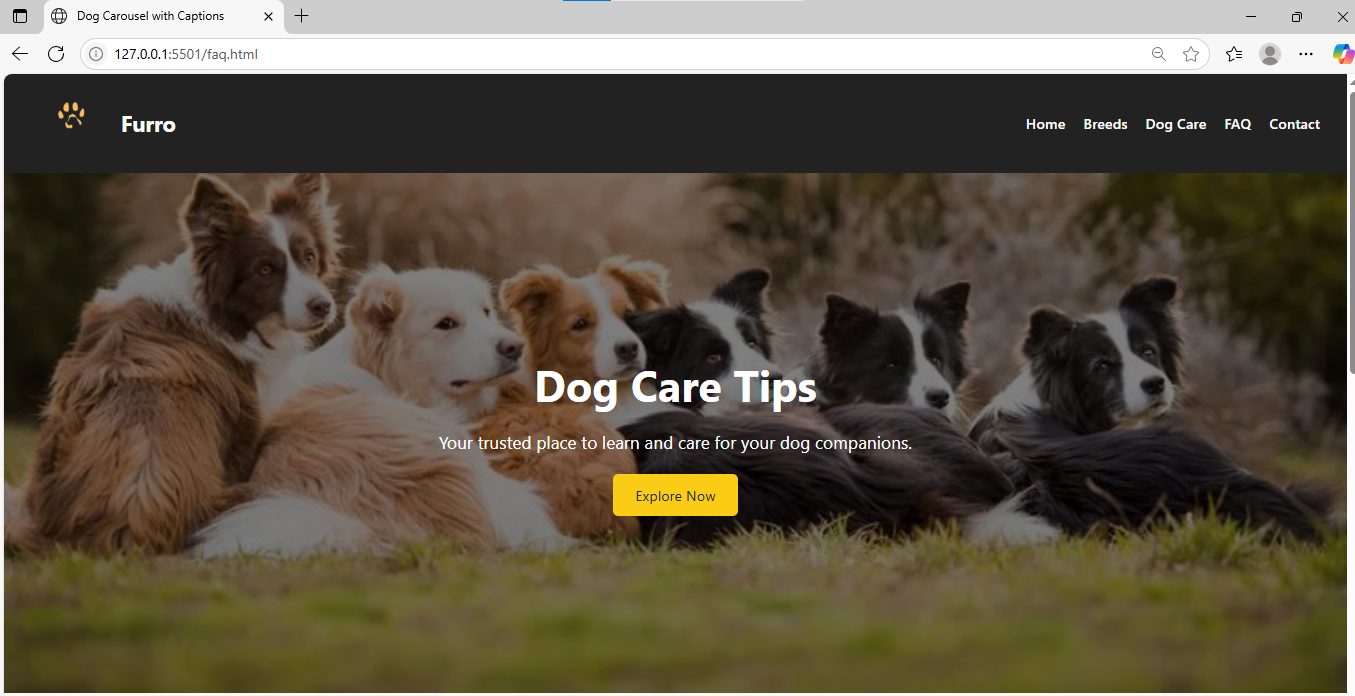 Dog Carousel with Captions
127.0.0.1:5501/faq.html
Furro
Home Breeds Dog Care FAQ Contact
Dog Care Tips
Your trusted place to learn and care for your dog companions.
Explore Now